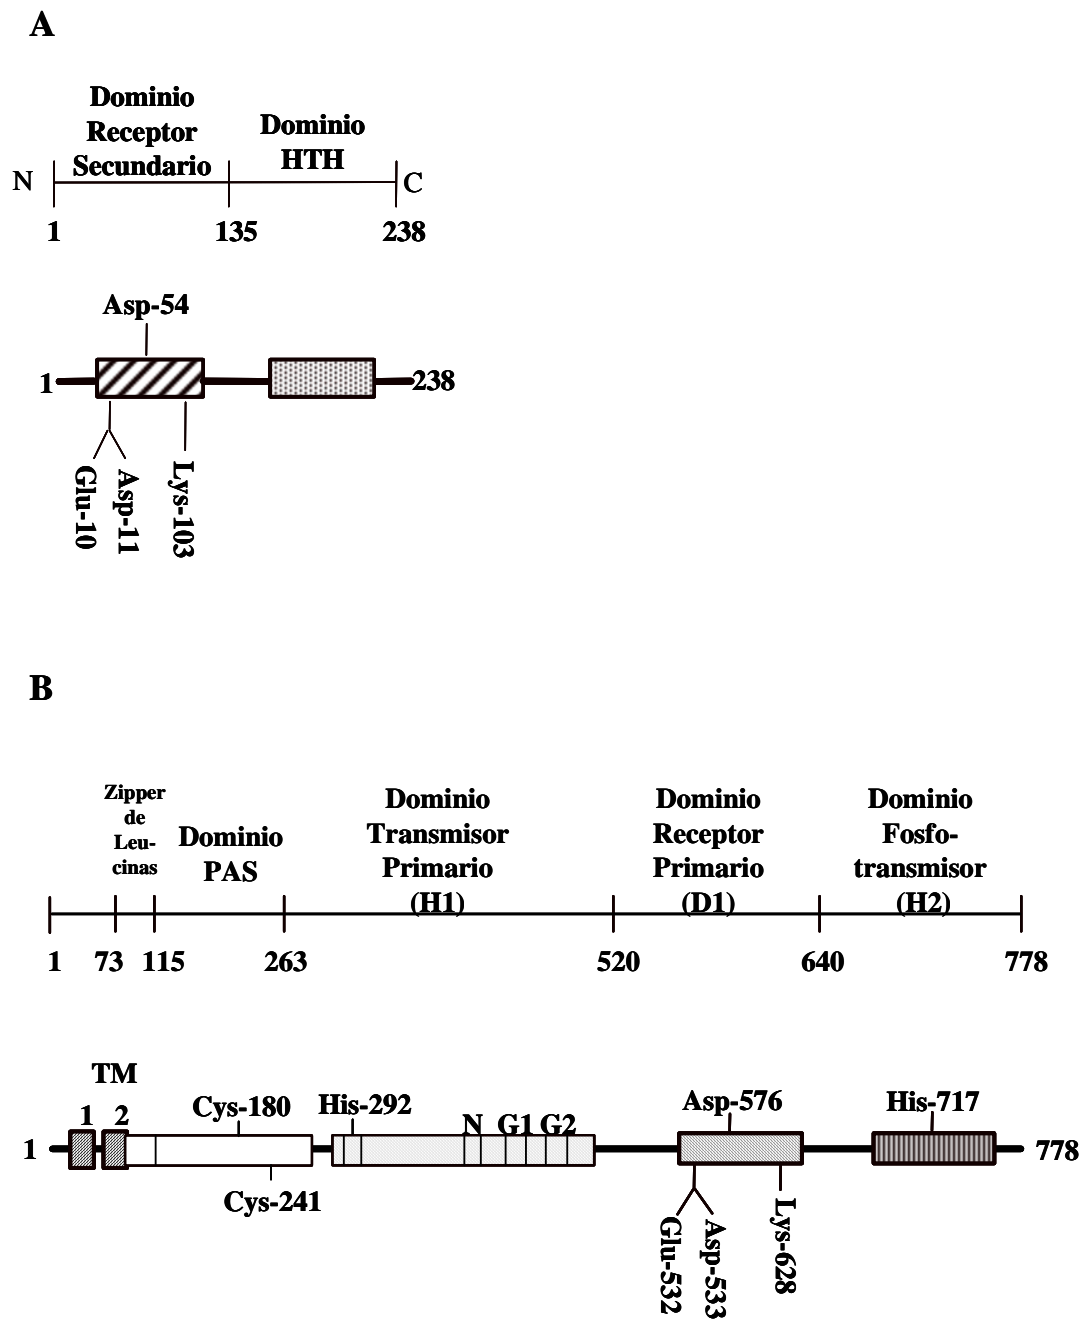 A
Dominio
Receptor
Secundario
Dominio
HTH
N
C
1
135
238
Asp-54
1
238
Glu-10
Asp-11
Lys-103
B
Zipper
de
Leu-
cinas
Dominio
PAS
Dominio
Transmisor
Primario
(H1)
Dominio
Receptor
Primario
(D1)
Dominio
Fosfo-
transmisor
(H2)
1 73 115 263 520 640 778
TM
1 2
Cys-180
His-292
N G1 G2
Asp-576
His-717
1
778
Cys-241
Glu-532
Asp-533
Lys-628